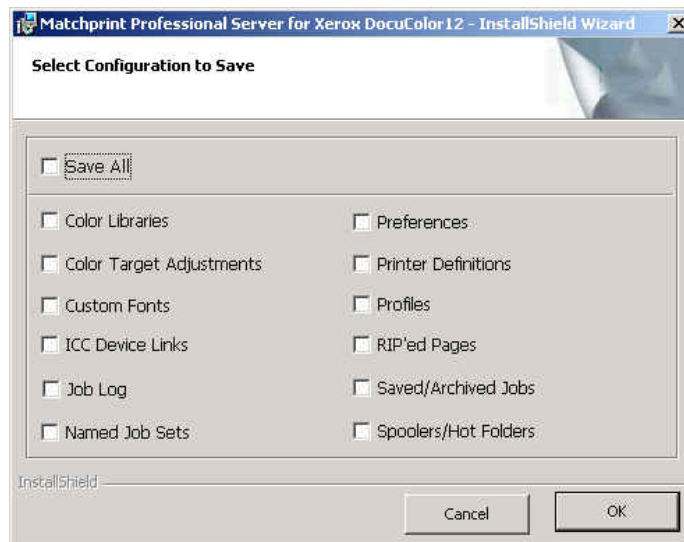 Matchprint Professional Server for Xerox DocuColor12 - InstallShield Wizard
Select Configuration to Save
Save All
Color Libraries
Preferences
Color Target Adjustments
Printer Definitions
Custom Fonts
Profiles
ICC Device Links
RIP'ed Pages
Job Log
Saved/Archived Jobs
Named Job Sets
Spoolers/Hot Folders
InstallShield
Cancel
OK